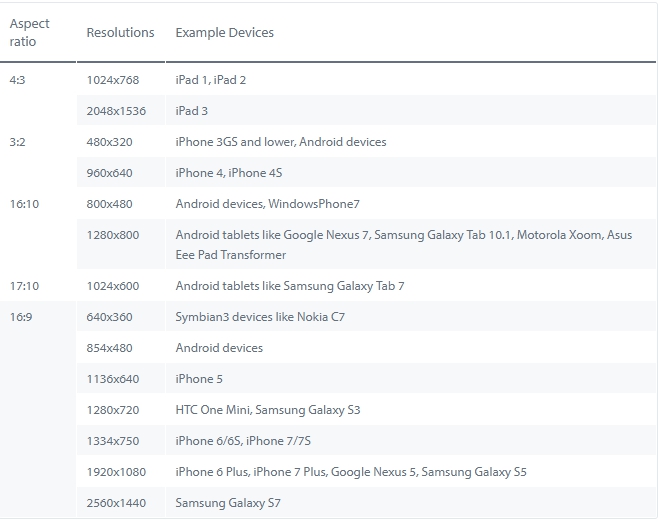 Aspect ratio Resolutions Example Devices
4:3 1024x768 iPad 1, iPad 2
2048x1536 iPad 3
3:2 480x320 iPhone 3GS and lower, Android devices
960x640 iPhone 4, iPhone 4S
16:10 800x480 Android devices, WindowsPhone7
1280x800 Android tablets like Google Nexus 7, Samsung Galaxy Tab 10.1, Motorola Xoom, Asus
Eee Pad Transformer
17:10 1024x600 Android tablets like Samsung Galaxy Tab 7
16:9 640x360 Symbian3 devices like Nokia C7
854x480 Android devices
1136x640 iPhone 5
1280x720 HTC One Mini, Samsung Galaxy S3
1334x750 iPhone 6/6S, iPhone 7/7S
1920x1080 iPhone 6 Plus, iPhone 7 Plus, Google Nexus 5, Samsung Galaxy S5
2560x1440 Samsung Galaxy S7